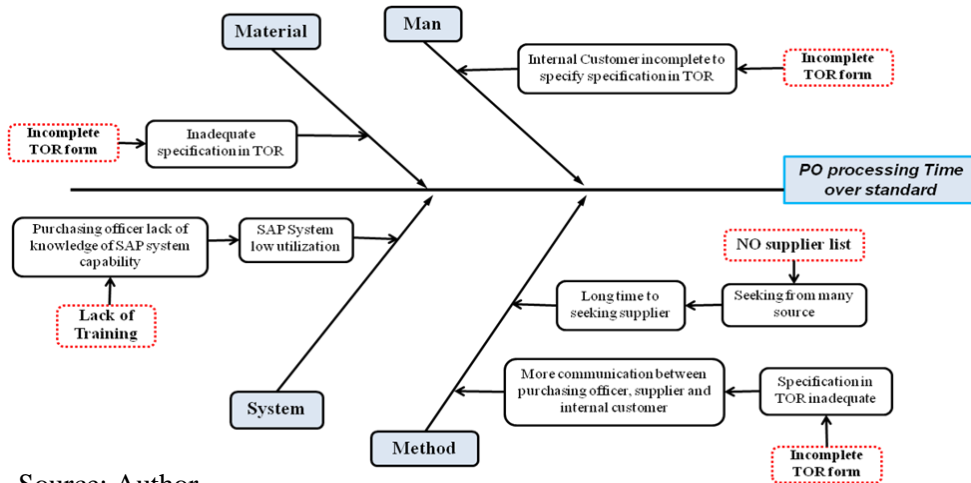 Material
Man
Internal Customer incomplete to
specify specification in TOR
Incomplete
TOR form
Incomplete
TOR form
Inadequate
specification in TOR
PO processing Time
over standard
Purchasing officer lack of
knowledge of SAP system
capability
SAP System
low utilization
Lack of
Training
NO supplier list
Long time to
seeking supplier
Seeking from many
source
More communication between
purchasing officer, supplier and
internal customer
Specification in
TOR inadequate
System
Method
Incomplete
TOR form
Source: Author